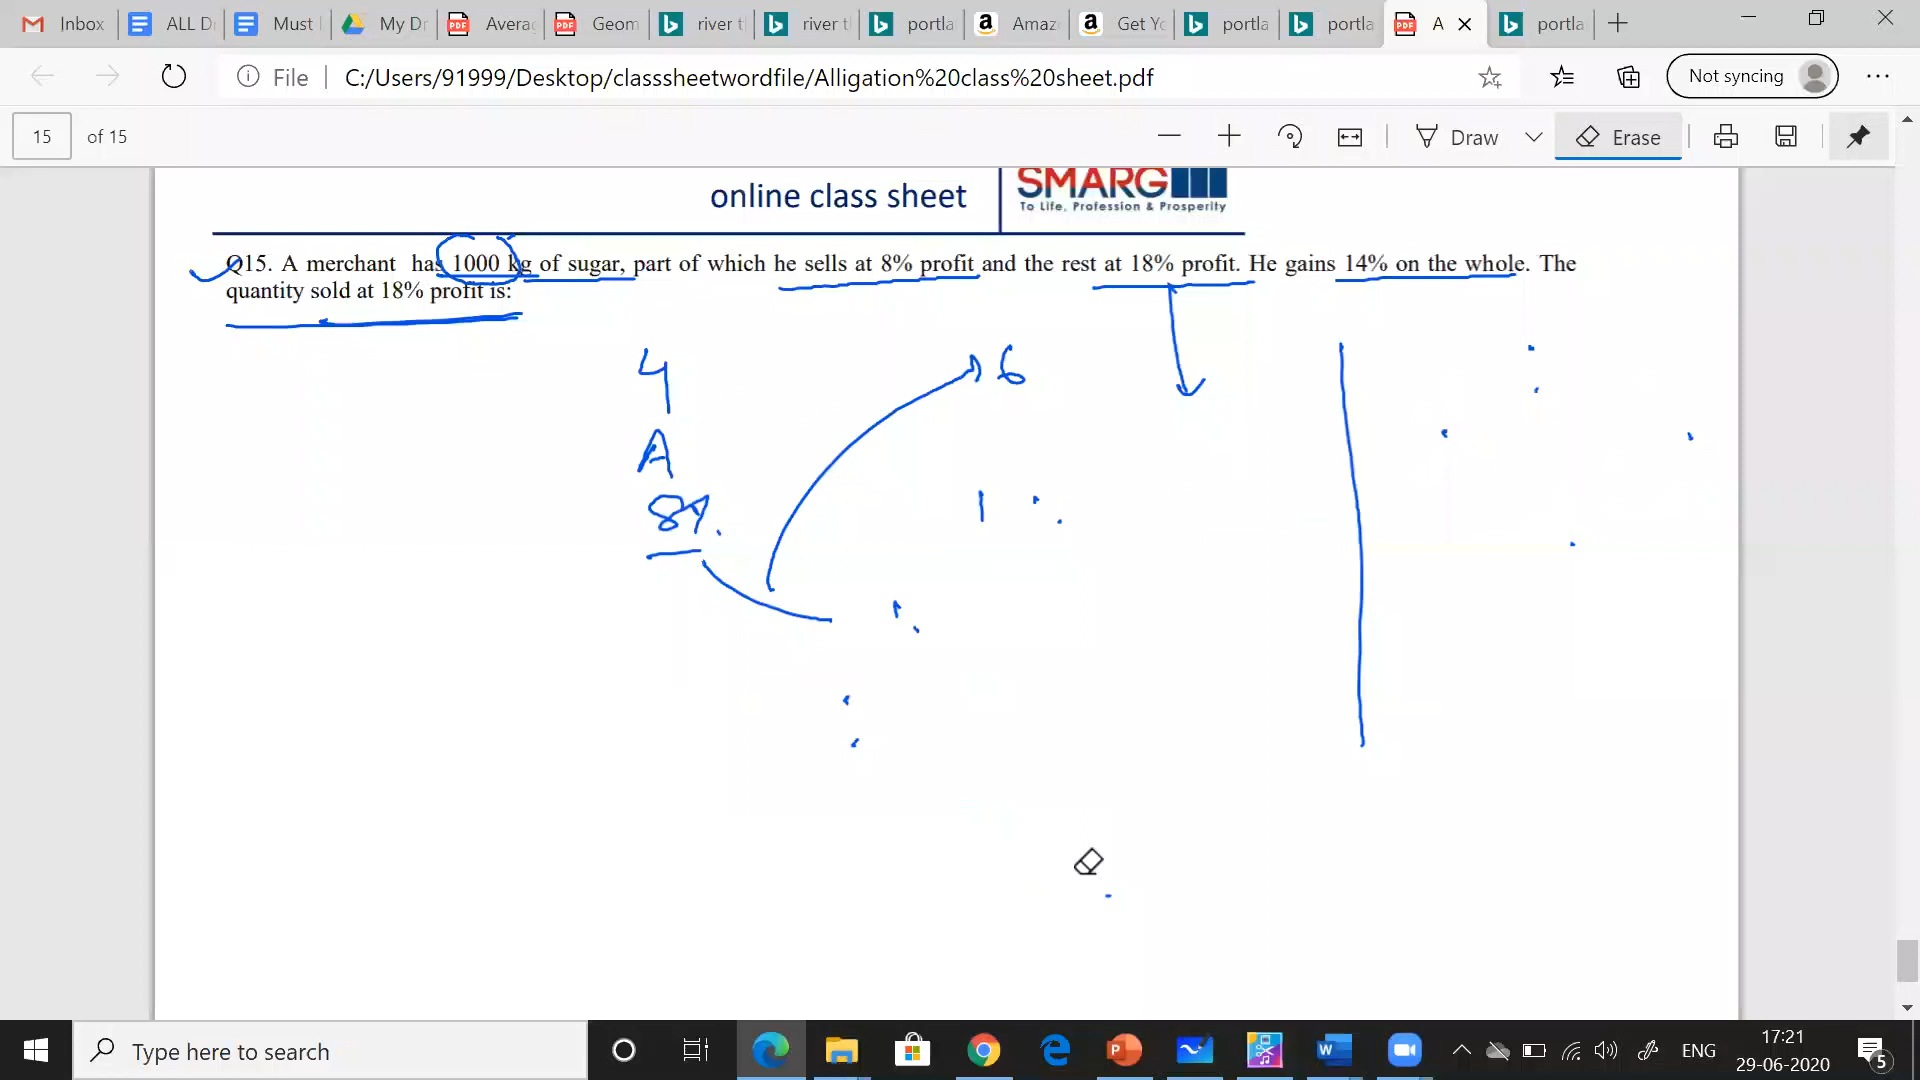 Inbox
ALL D
Must
My Dr
Avera
Geom
river t
river t
portla
Amaz
Get Yo
portla
portla
A
portla
File
C:/Users/91999/Desktop/classsheetwordfile/Alligation%20class%20sheet.pdf
Not syncing
15 of 15
Draw
Erase
online class sheet
SMARG
To Life, Profession & Prosperity
Q15. A merchant has 1000 kg of sugar, part of which he sells at 8% profit and the rest at 18% profit. He gains 14% on the whole. The
quantity sold at 18% profit is:
4
6
A
8%
1
Type here to search
ENG
17:21
29-06-2020
5